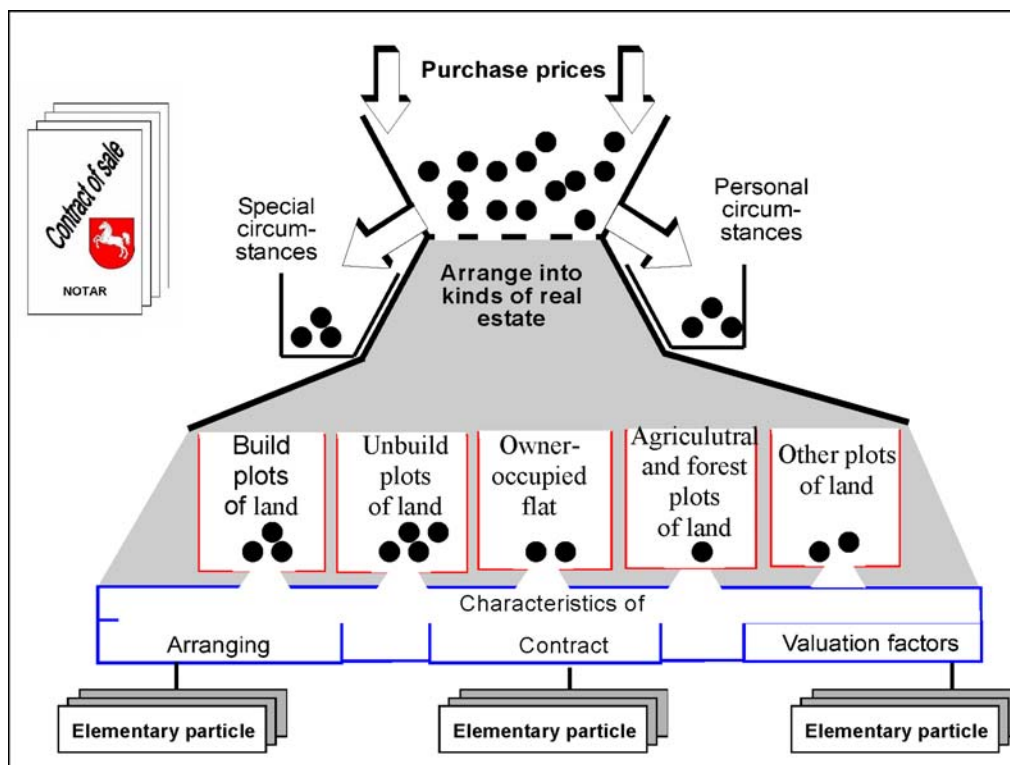 Purchase prices
Contract of sale
NOTAR
Special
circum-
stances
Personal
circum-
stances
Arrange into
kinds of real
estate
Build
plots
of land
Unbuild
plots
of land
Owner-
occupied
flat
Agriculutral
and forest
plots
of land
Other plots
of land
Characteristics of
Arranging
Contract
Valuation factors
Elementary particle
Elementary particle
Elementary particle